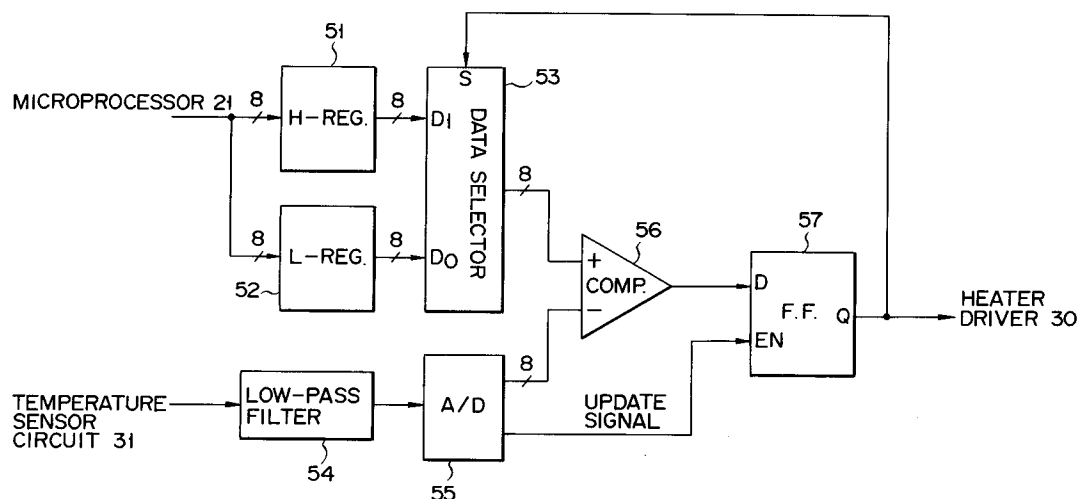 51
MICROPROCESSOR 21
8
H-REG.
8
S
53
D1
DATA SELECTOR
8
8
L-REG.
8
D0
52
+
COMP.
-
56
57
D
F.F.
Q
EN
HEATER
DRIVER 30
TEMPERATURE
SENSOR
CIRCUIT 31
LOW-PASS
FILTER
54
A/D
55
8
UPDATE
SIGNAL